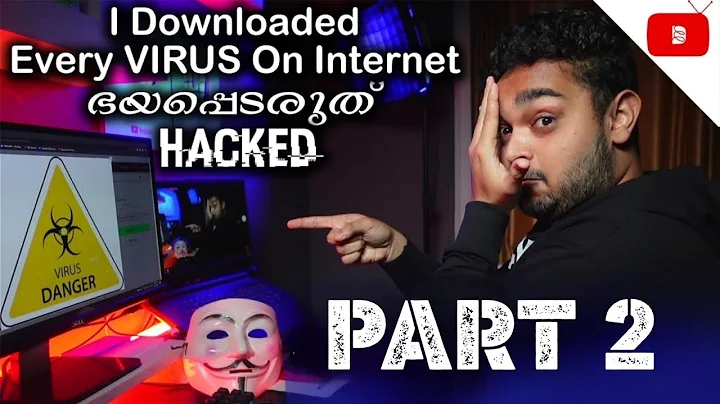 I Downloaded
Every VIRUS On Internet
ഭയപ്പെടരുത്
HACKED
VIRUS
DANGER
PART 2